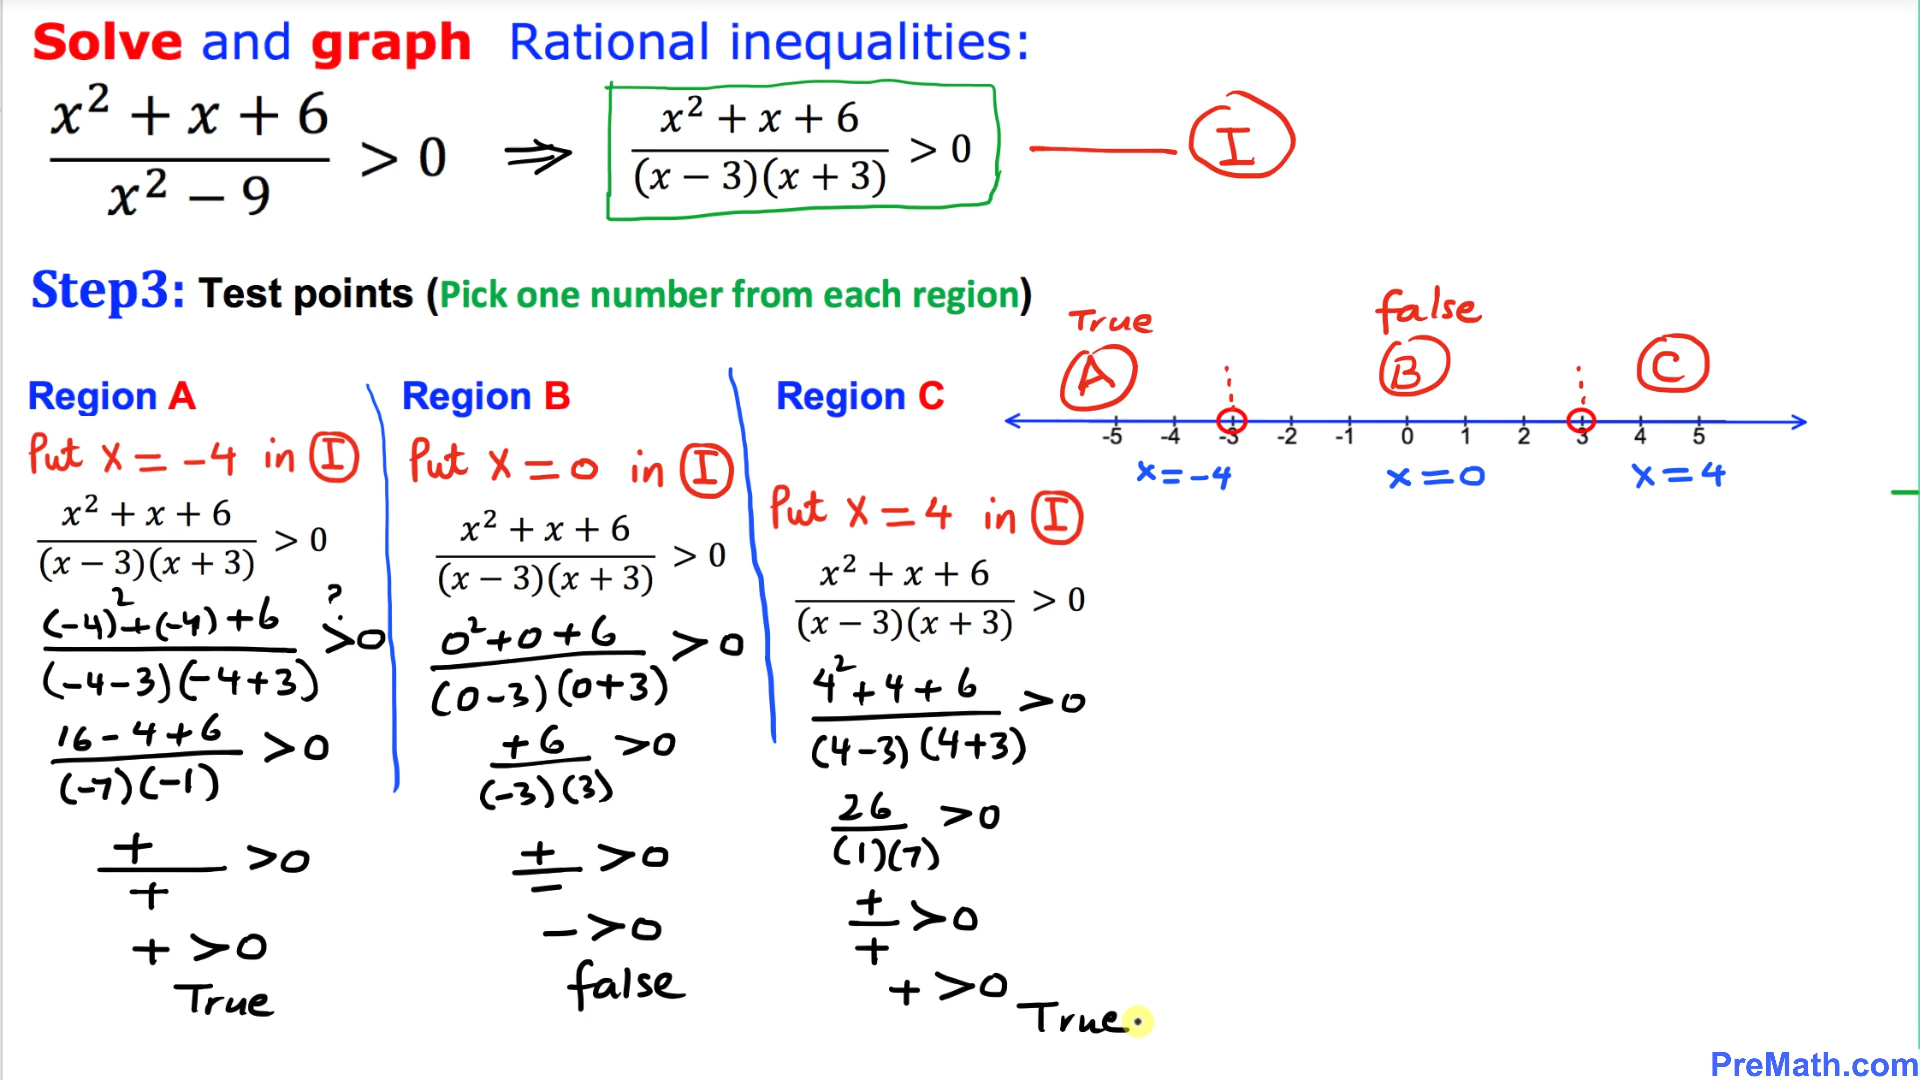 Solve and graph Rational inequalities:
x² + x + 6 / x² − 9 > 0 ⇒ x² + x + 6 / (x − 3)(x + 3) > 0 — I
Step3: Test points (Pick one number from each region)
True false
A B C
-5 -4 -3 -2 -1 0 1 2 3 4 5
x=-4 x=0 x=4
Region A
Put x=-4 in I
x² + x + 6 / (x − 3)(x + 3) > 0
(-4)²+(-4)+6 / (-4-3)(-4+3) >0 ?
16-4+6 / (-7)(-1) >0
+ / + >0
+ >0
True
Region B
Put x=0 in I
x² + x + 6 / (x − 3)(x + 3) > 0
0²+0+6 / (0-3)(0+3) >0
+6 / (-3)(3) >0
+ / − >0
− >0
false
Region C
Put x=4 in I
x² + x + 6 / (x − 3)(x + 3) > 0
4²+4+6 / (4-3)(4+3) >0
26 / (1)(7) >0
+ / + >0
+ >0
True
PreMath.com